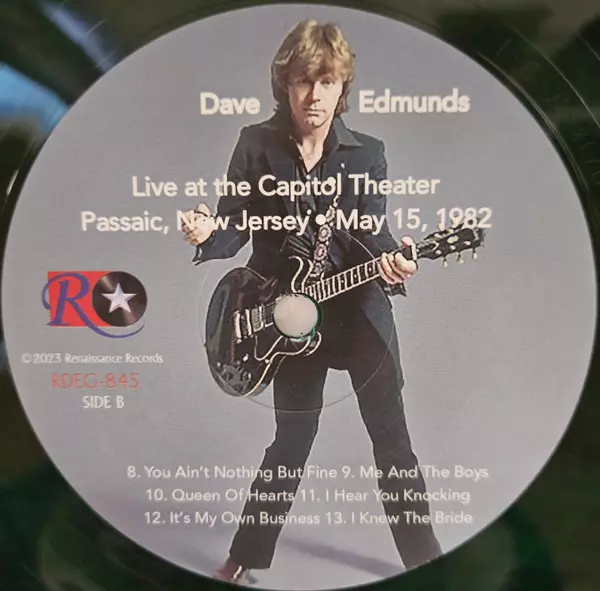 Dave Edmunds
Live at the Capitol Theater
Passaic, New Jersey • May 15, 1982
R
©2023 Renaissance Records
RDEG-845
SIDE B
8. You Ain't Nothing But Fine 9. Me And The Boys
10. Queen Of Hearts 11. I Hear You Knocking
12. It's My Own Business 13. I Knew The Bride